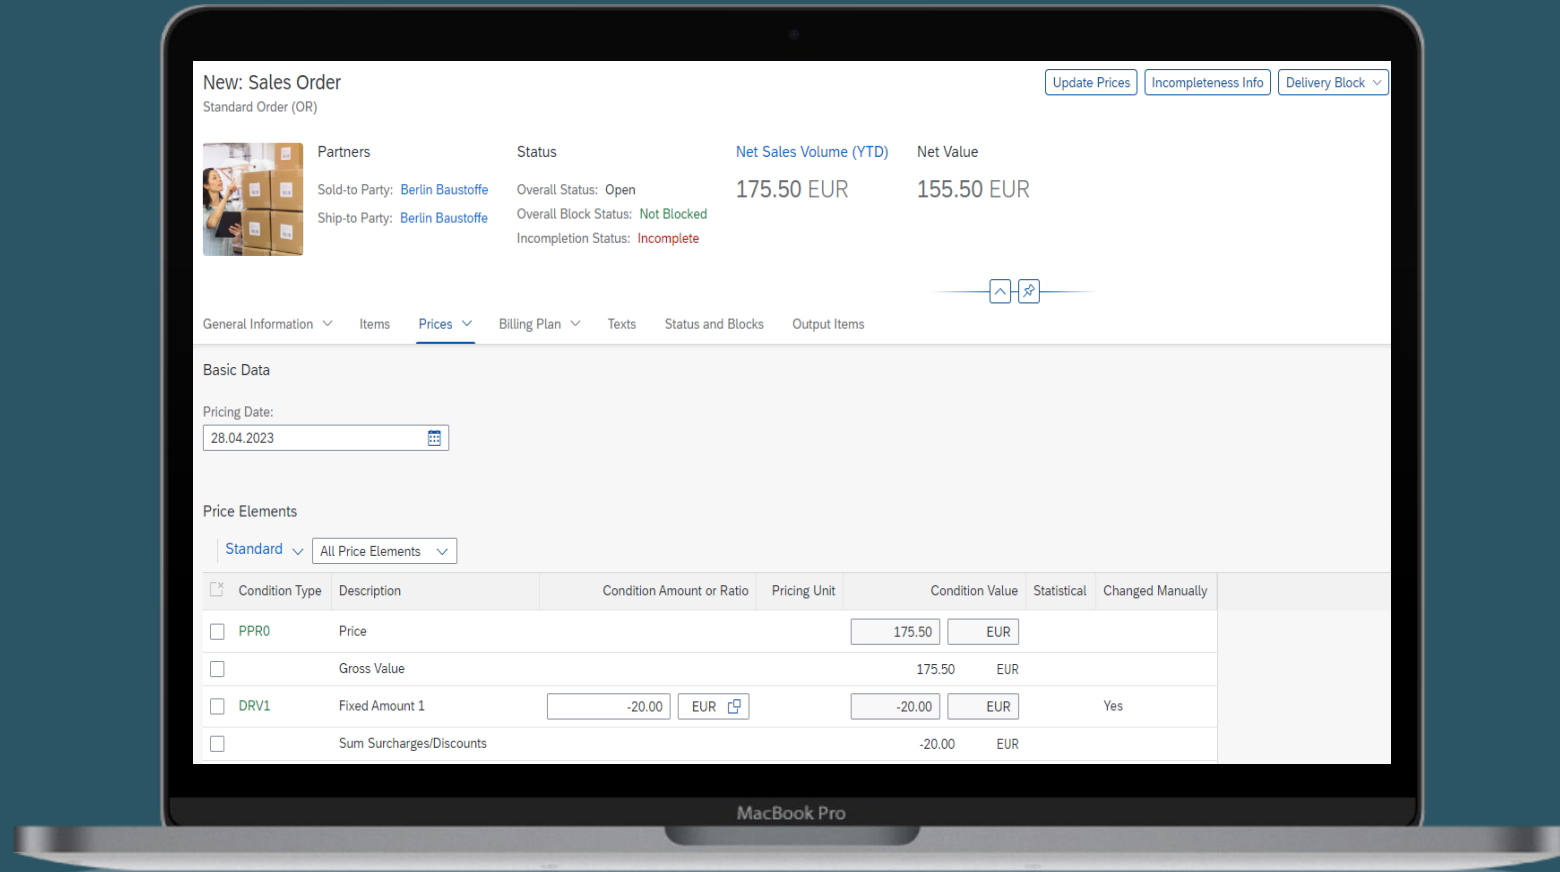 New: Sales Order
Standard Order (OR)
Update Prices
Incompleteness Info
Delivery Block
Partners
Sold-to Party: Berlin Baustoffe
Ship-to Party: Berlin Baustoffe
Status
Overall Status: Open
Overall Block Status: Not Blocked
Incompletion Status: Incomplete
Net Sales Volume (YTD)
175.50 EUR
Net Value
155.50 EUR
General Information Items Prices Billing Plan Texts Status and Blocks Output Items
Basic Data
Pricing Date:
28.04.2023
Price Elements
Standard All Price Elements
Condition Type Description Condition Amount or Ratio Pricing Unit Condition Value Statistical Changed Manually
PPR0 Price 175.50 EUR
Gross Value 175.50 EUR
DRV1 Fixed Amount 1 -20.00 EUR -20.00 EUR Yes
Sum Surcharges/Discounts -20.00 EUR
MacBook Pro